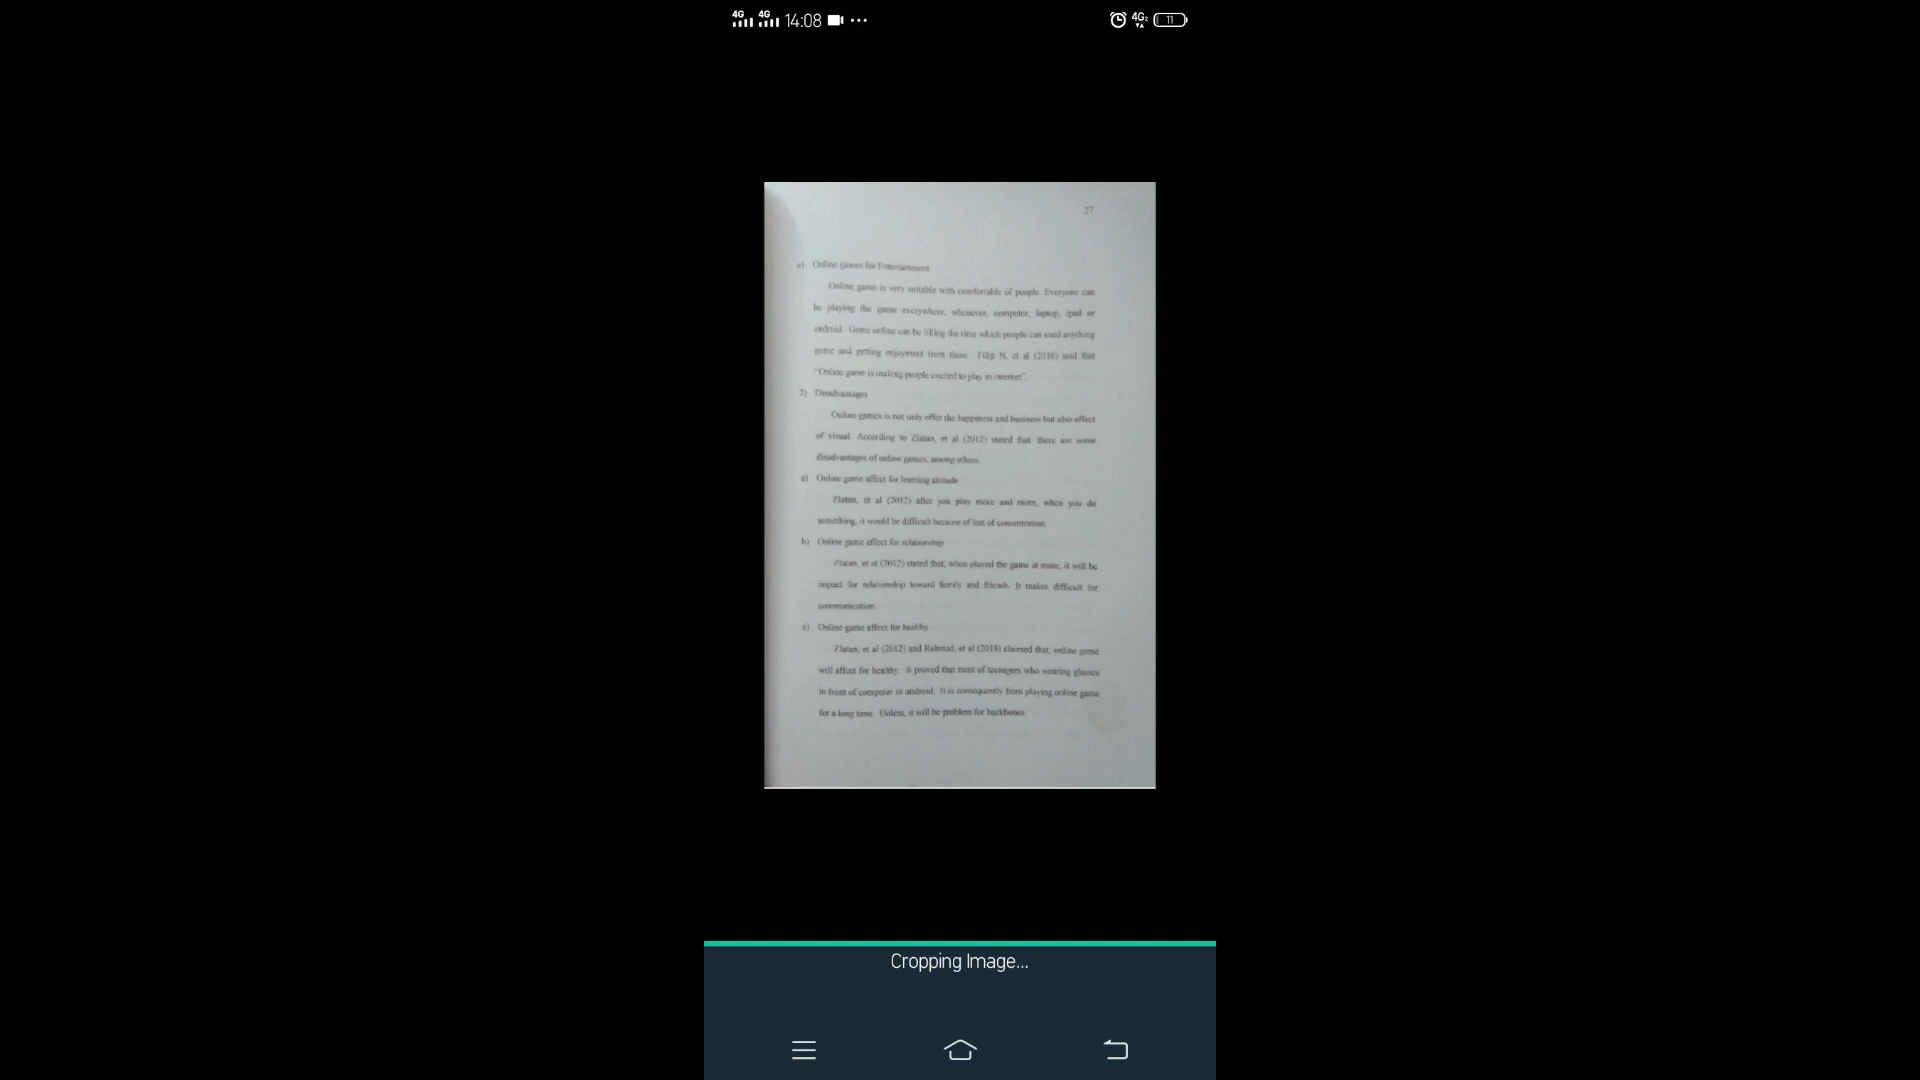 4G 4G 14:08 ... 4G2 11
27
e) Online games for Entertainment
Online game is very suitable with comfortable of people. Everyone can
be playing the game everywhere, whenever, computer, laptop, ipad or
android. Game online can be filling the time which people can used anything
game and getting enjoyment from there. Filip N, et al (2016) said that
“Online game is making people excited to play in internet”.
2) Disadvantages
Online games is not only offer the happiness and business but also effect
of visual. According to Zlatan, et al (2012) stated that there are some
disadvantages of online games, among others:
a) Online game affect for learning attitude
Zlatan, et al (2012) after you play more and more, when you do
something, it would be difficult because of lost of consentration.
b) Online game affect for relationship
Zlatan, et al (2012) stated that, when played the game at more, it will be
impact for relationship toward family and friends. It makes difficult for
communication.
c) Online game affect for healthy
Zlatan, et al (2012) and Rahmad, et al (2018) claimed that, online game
will affect for healthy. It proved that most of teenagers who wearing glasses
in front of computer or android. It is consequently from playing online game
for a long time. Unless, it will be problem for backbones.
Cropping Image...